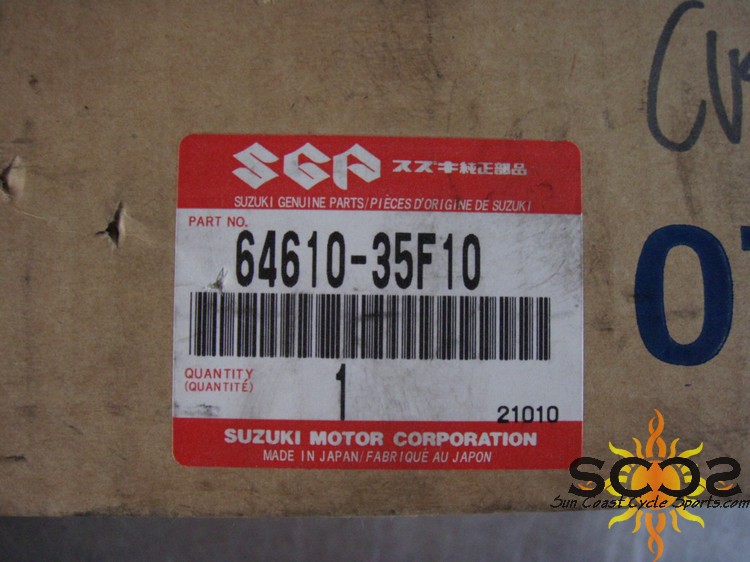 SGP スズキ純正部品
SUZUKI GENUINE PARTS/PIÈCES D'ORIGINE DE SUZUKI
PART NO.
64610-35F10
QUANTITY
(QUANTITÉ)
1
21010
SUZUKI MOTOR CORPORATION
MADE IN JAPAN/FABRIQUÉ AU JAPON
SCCS
Sun Coast Cycle Sports.com